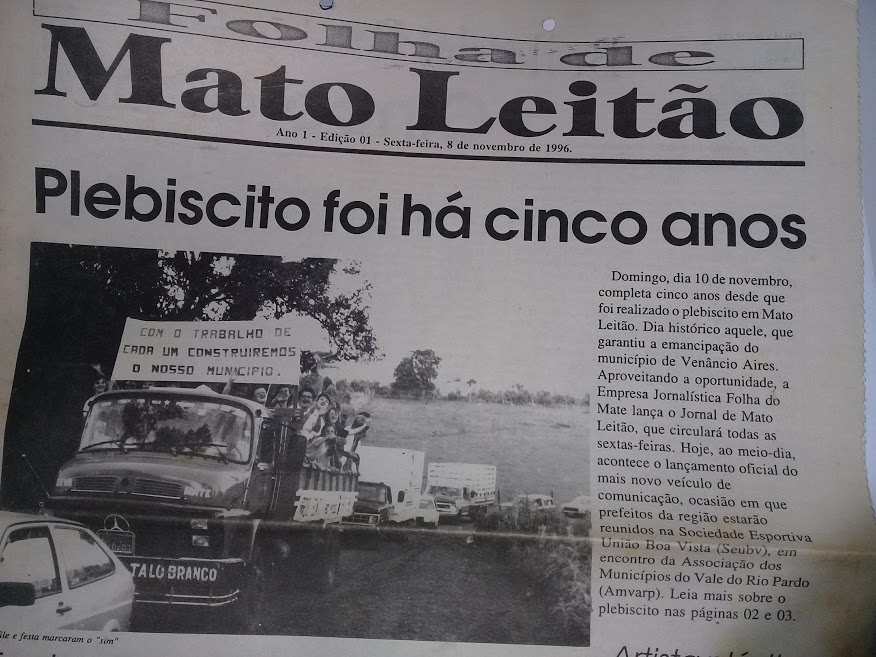 Folha de
Mato Leitão
Ano 1 - Edição 01 - Sexta-feira, 8 de novembro de 1996.
Plebiscito foi há cinco anos
COM O TRABALHO DE
CADA UM CONSTRUIREMOS
O NOSSO MUNICIPIO.
TALO BRANCO
e festa marcaram o "sim"
Domingo, dia 10 de novembro,
completa cinco anos desde que
foi realizado o plebiscito em Mato
Leitão. Dia histórico aquele, que
garantiu a emancipação do
município de Venâncio Aires.
Aproveitando a oportunidade, a
Empresa Jornalística Folha do
Mate lança o Jornal de Mato
Leitão, que circulará todas as
sextas-feiras. Hoje, ao meio-dia,
acontece o lançamento oficial do
mais novo veículo de
comunicação, ocasião em que
prefeitos da região estarão
reunidos na Sociedade Esportiva
União Boa Vista (Seubv), em
encontro da Associação dos
Municípios do Vale do Rio Pardo
(Amvarp). Leia mais sobre o
plebiscito nas páginas 02 e 03.